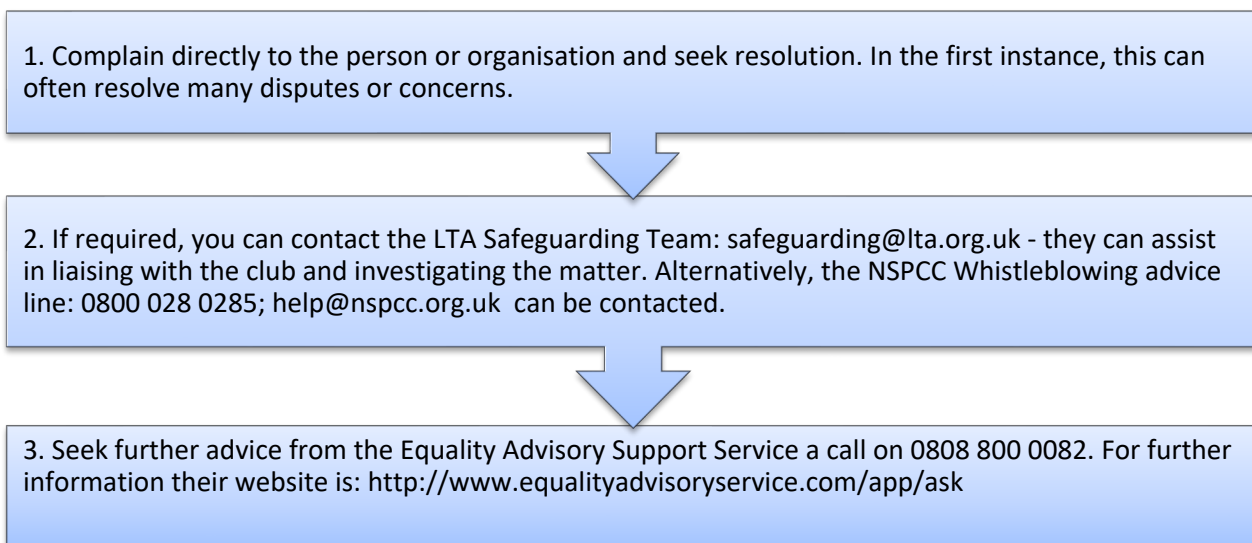 1. Complain directly to the person or organisation and seek resolution. In the first instance, this can
often resolve many disputes or concerns.
2. If required, you can contact the LTA Safeguarding Team: safeguarding@lta.org.uk - they can assist
in liaising with the club and investigating the matter. Alternatively, the NSPCC Whistleblowing advice
line: 0800 028 0285; help@nspcc.org.uk  can be contacted.
3. Seek further advice from the Equality Advisory Support Service a call on 0808 800 0082. For further
information their website is: http://www.equalityadvisoryservice.com/app/ask